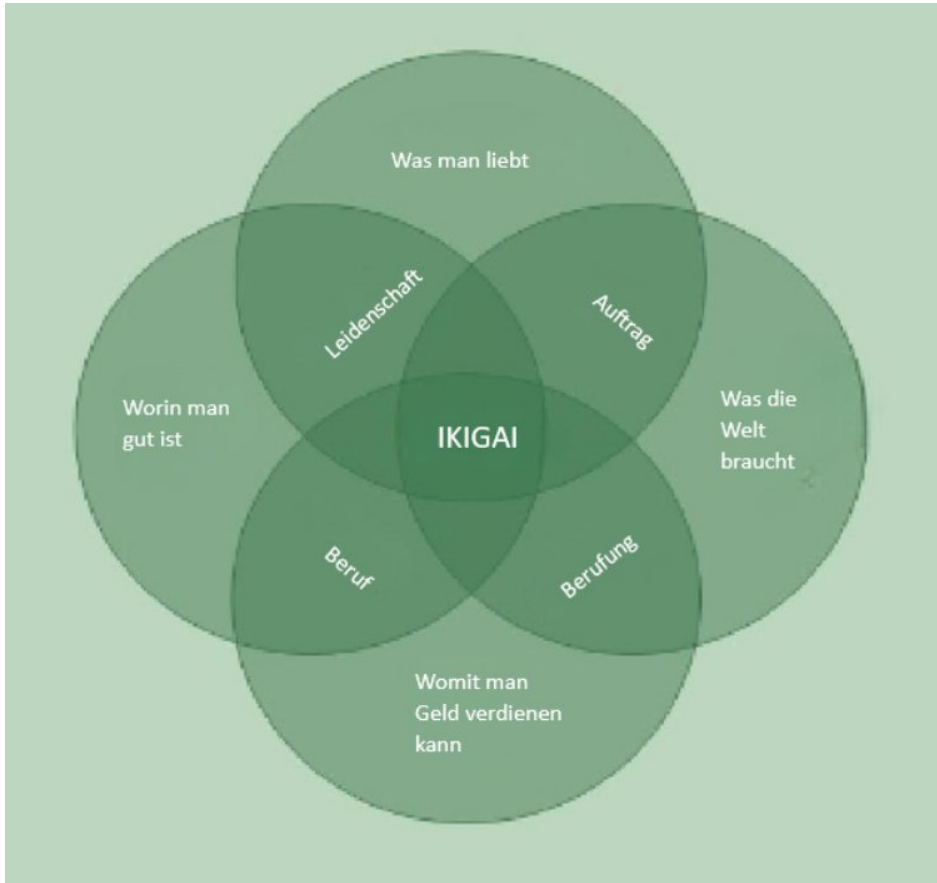 Was man liebt
Leidenschaft
Auftrag
Worin man
gut ist
IKIGAI
Was die
Welt
braucht
Beruf
Berufung
Womit man
Geld verdienen
kann